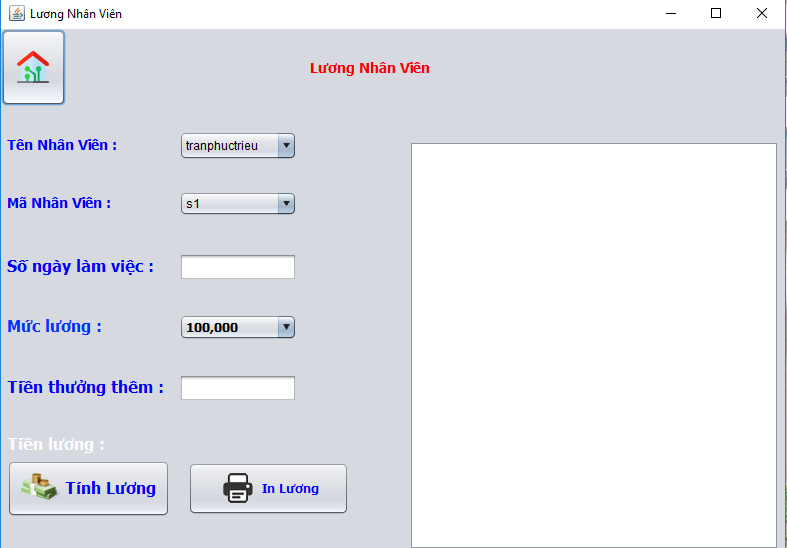 Lương Nhân Viên
Lương Nhân Viên
Tên Nhân Viên : tranphuctrieu
Mã Nhân Viên : s1
Số ngày làm việc :
Mức lương : 100,000
Tiền thưởng thêm :
Tiền lương :
Tính Lương In Lương